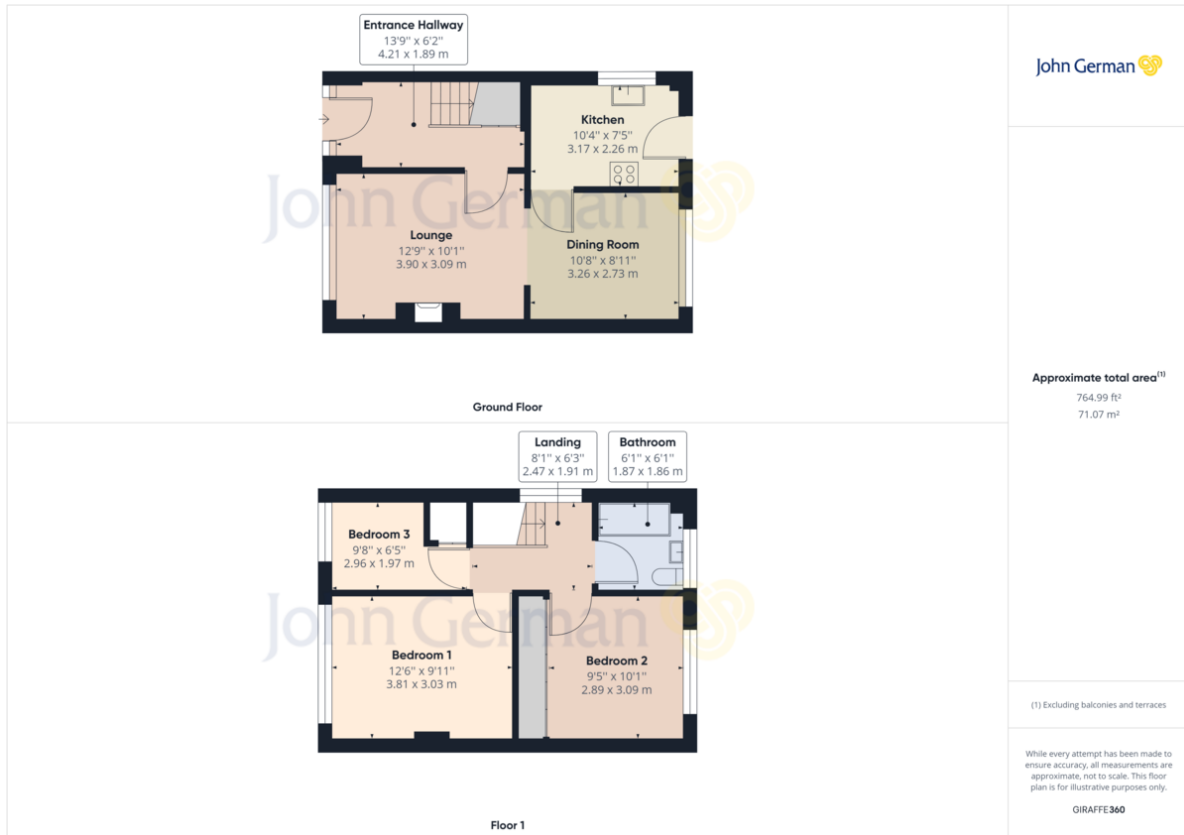 Entrance Hallway
13'9" x 6'2"
4.21 x 1.89 m
Kitchen
10'4" x 7'5"
3.17 x 2.26 m
John German
Lounge
12'9" x 10'1"
3.90 x 3.09 m
Dining Room
10'8" x 8'11"
3.26 x 2.73 m
Ground Floor
Landing
8'1" x 6'3"
2.47 x 1.91 m
Bathroom
6'1" x 6'1"
1.87 x 1.86 m
Bedroom 3
9'8" x 6'5"
2.96 x 1.97 m
John German
Bedroom 1
12'6" x 9'11"
3.81 x 3.03 m
Bedroom 2
9'5" x 10'1"
2.89 x 3.09 m
Floor 1
John German
Approximate total area(1)
764.99 ft²
71.07 m²
(1) Excluding balconies and terraces
While every attempt has been made to
ensure accuracy, all measurements are
approximate, not to scale. This floor
plan is for illustrative purposes only.
GIRAFFE360